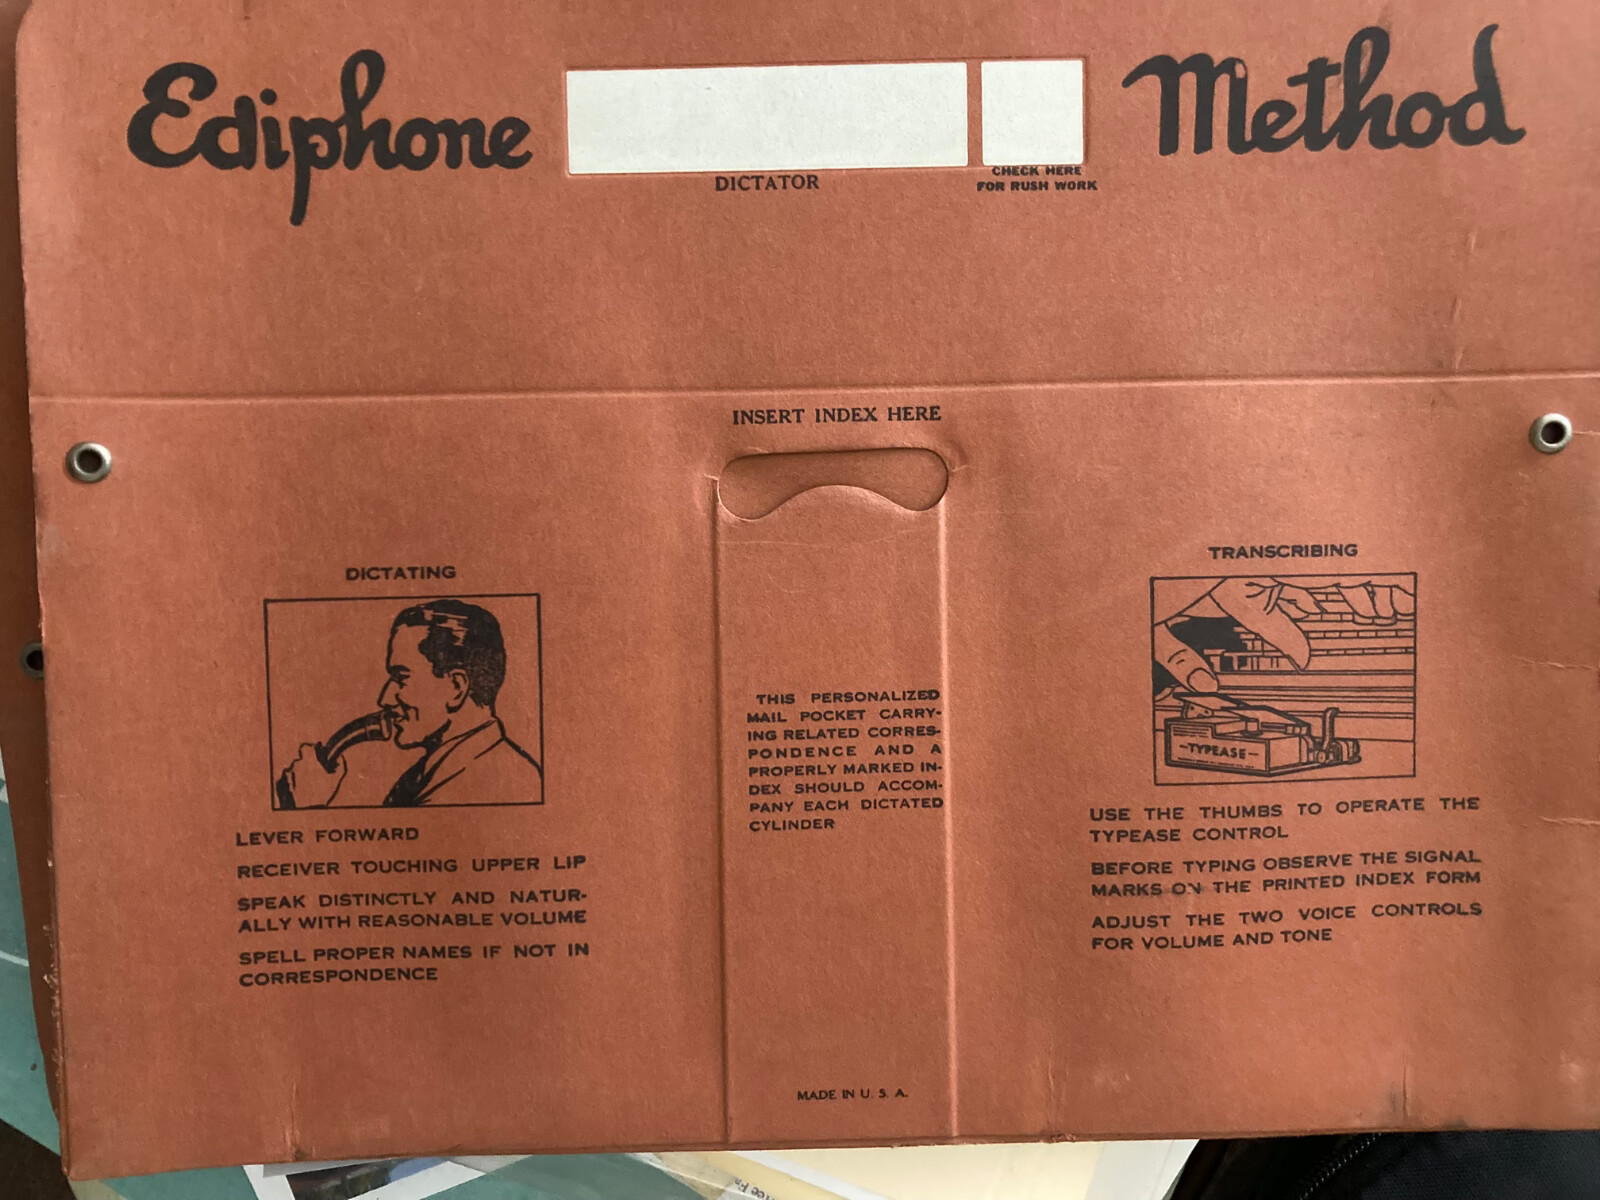 Ediphone
Method
DICTATOR
CHECK HERE
FOR RUSH WORK
INSERT INDEX HERE
DICTATING
LEVER FORWARD
RECEIVER TOUCHING UPPER LIP
SPEAK DISTINCTLY AND NATUR-
ALLY WITH REASONABLE VOLUME
SPELL PROPER NAMES IF NOT IN
CORRESPONDENCE
THIS PERSONALIZED
MAIL POCKET CARRY-
ING RELATED CORRES-
PONDENCE AND A
PROPERLY MARKED IN-
DEX SHOULD ACCOM-
PANY EACH DICTATED
CYLINDER
MADE IN U. S. A.
TRANSCRIBING
-TYPEASE-
USE THE THUMBS TO OPERATE THE
TYPEASE CONTROL
BEFORE TYPING OBSERVE THE SIGNAL
MARKS ON THE PRINTED INDEX FORM
ADJUST THE TWO VOICE CONTROLS
FOR VOLUME AND TONE